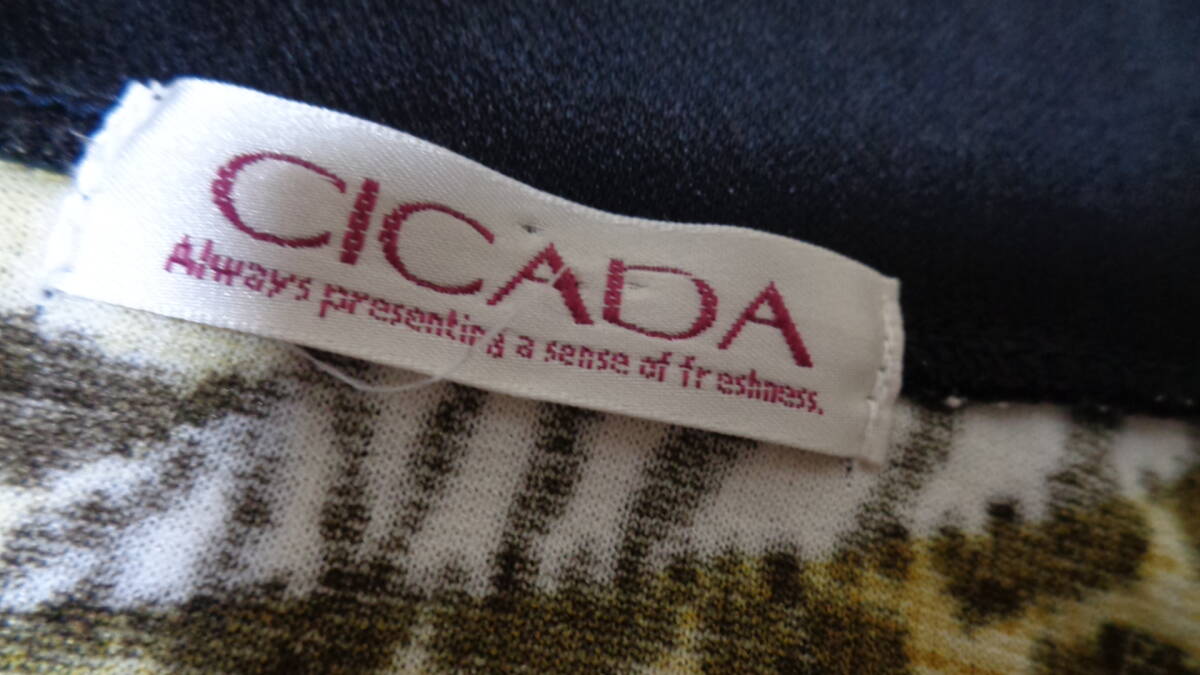 CICADA
Always presenting a sense of freshness.